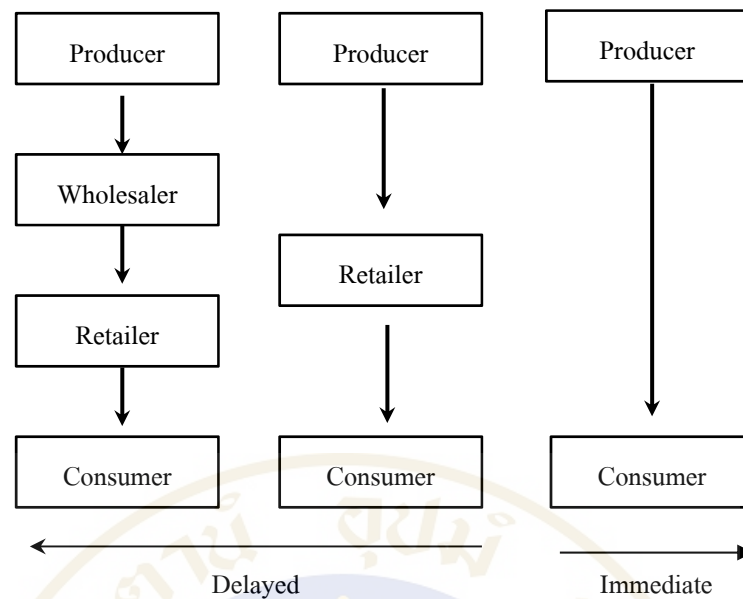 Producer
Producer
Producer
Wholesaler
Retailer
Retailer
Consumer
Consumer
Consumer
Delayed
Immediate